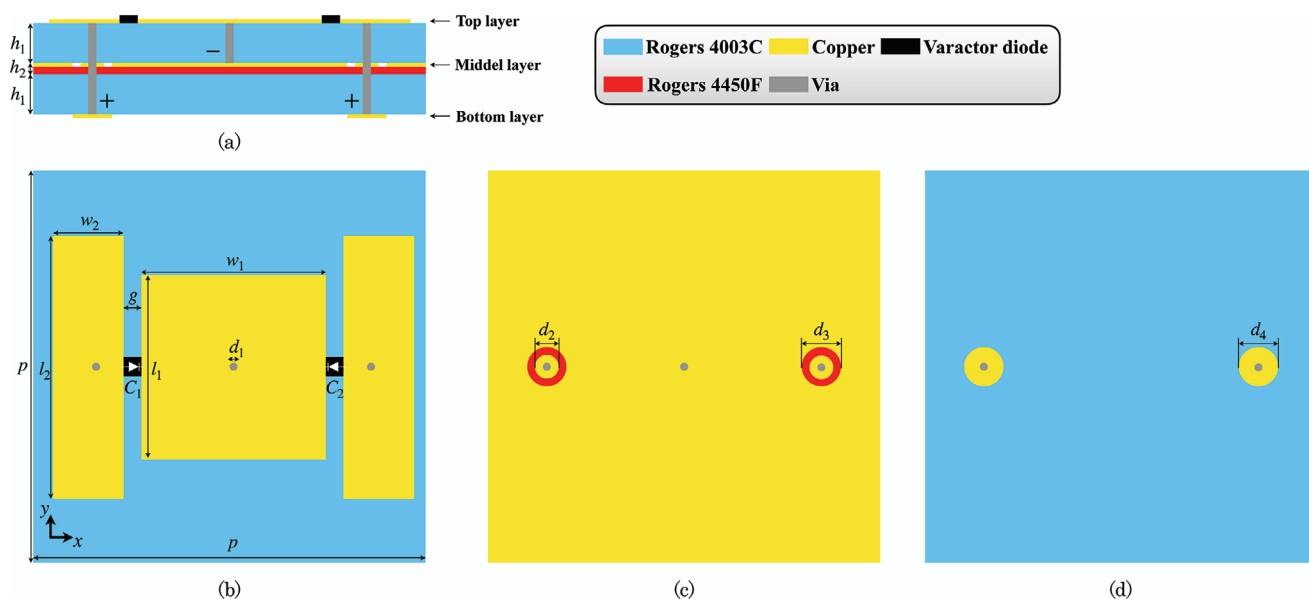 h1
h2
h1
−
+
+
Top layer
Middel layer
Bottom layer
(a)
Rogers 4003C
Copper
Varactor diode
Rogers 4450F
Via
w2
w1
g
d1
p
l2
l1
C1
C2
y
x
p
(b)
d2
d3
(c)
d4
(d)